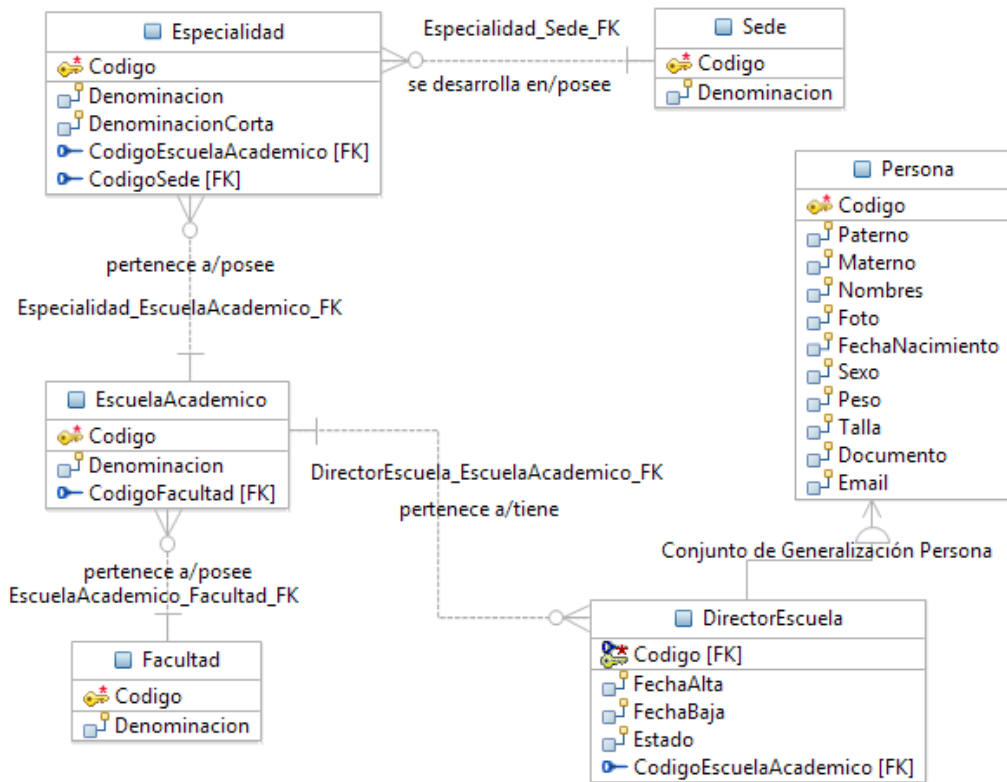 Especialidad
Codigo
Denominacion
DenominacionCorta
CodigoEscuelaAcademico [FK]
CodigoSede [FK]
Especialidad_Sede_FK
se desarrolla en/posee
Sede
Codigo
Denominacion
Persona
Codigo
Paterno
Materno
Nombres
Foto
FechaNacimiento
Sexo
Peso
Talla
Documento
Email
pertenece a/posee
Especialidad_EscuelaAcademico_FK
EscuelaAcademico
Codigo
Denominacion
CodigoFacultad [FK]
DirectorEscuela_EscuelaAcademico_FK
pertenece a/tiene
Conjunto de Generalización Persona
pertenece a/posee
EscuelaAcademico_Facultad_FK
Facultad
Codigo
Denominacion
DirectorEscuela
Codigo [FK]
FechaAlta
FechaBaja
Estado
CodigoEscuelaAcademico [FK]